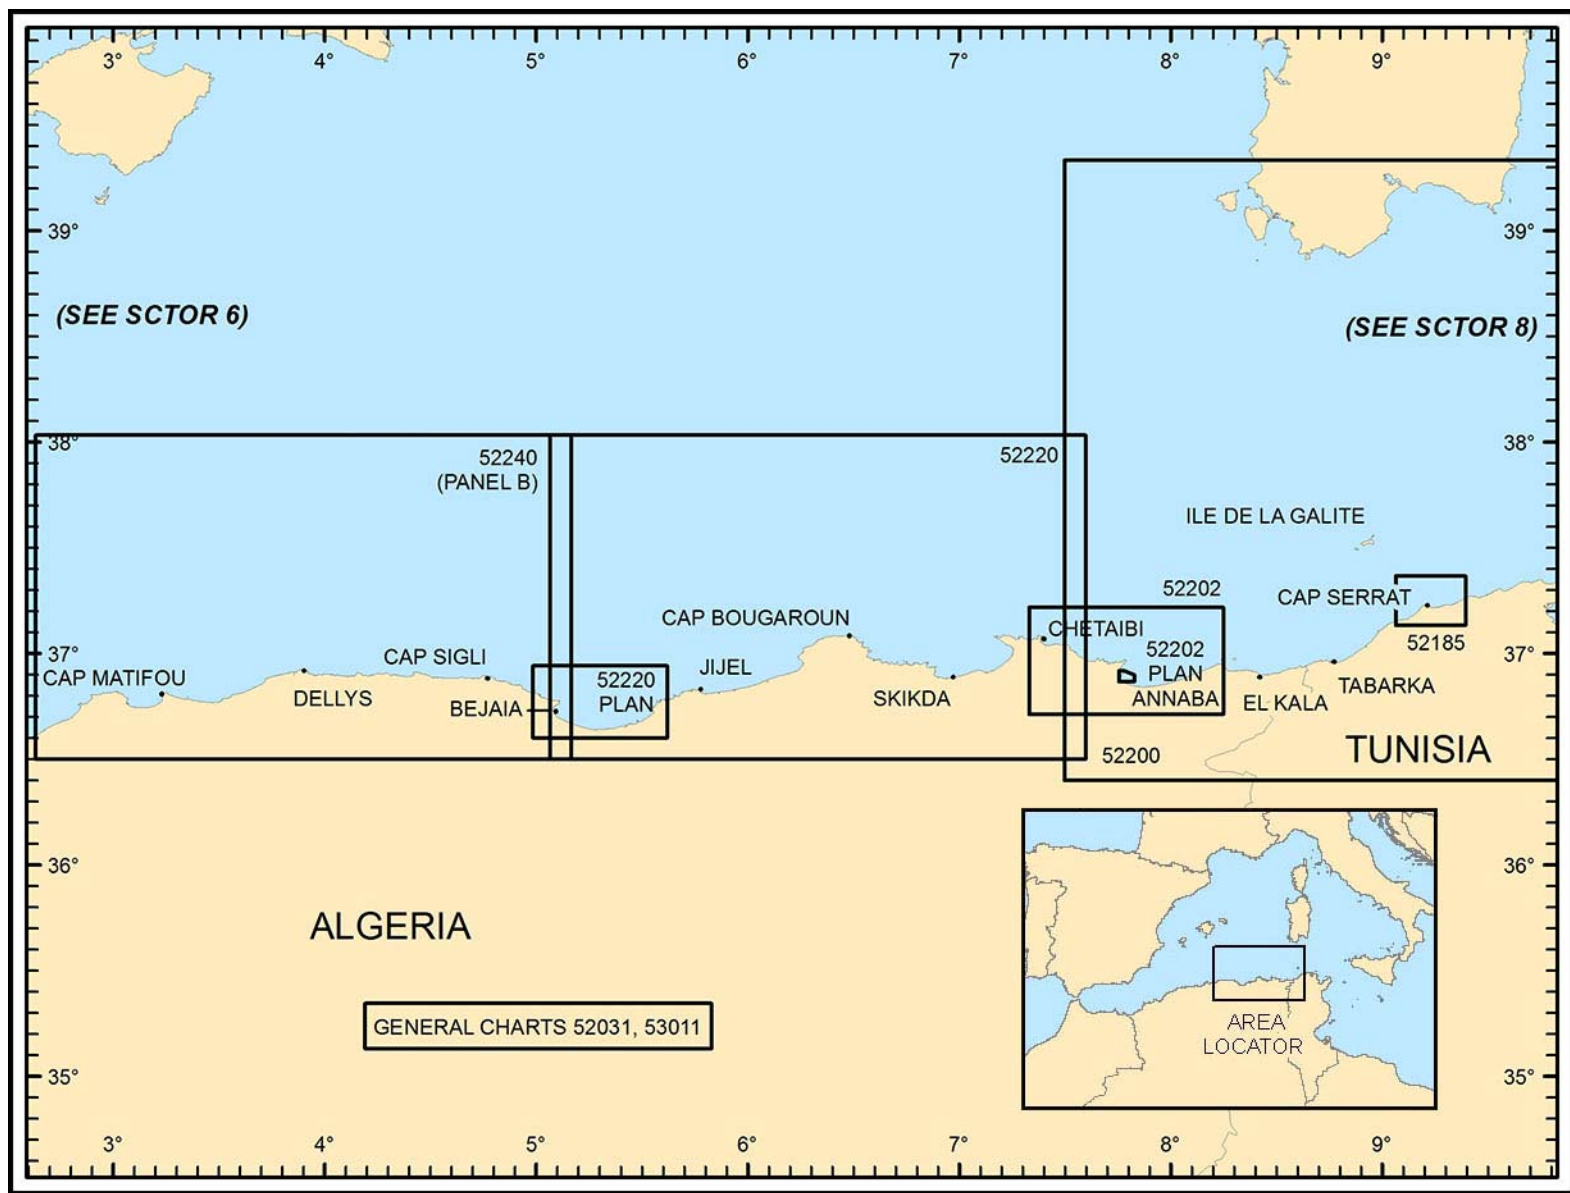 3° 4° 5° 6° 7° 8° 9°
39° 39°
(SEE SCTOR 6)
(SEE SCTOR 8)
38° 38°
52240
(PANEL B)
52220
ILE DE LA GALITE
52202
CAP SERRAT
CAP BOUGAROUN
CHETAIBI
52185
37° 37°
CAP MATIFOU
CAP SIGLI
JIJEL
52202
PLAN
ANNABA
52220
PLAN
DELLYS
BEJAIA
SKIKDA
EL KALA
TABARKA
52200
TUNISIA
36° 36°
ALGERIA
GENERAL CHARTS 52031, 53011
AREA
LOCATOR
35° 35°
3° 4° 5° 6° 7° 8° 9°